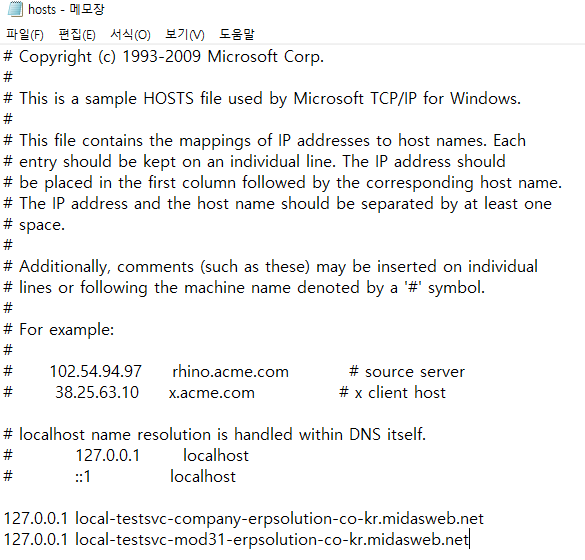 hosts - 메모장
파일(F) 편집(E) 서식(O) 보기(V) 도움말
# Copyright (c) 1993-2009 Microsoft Corp.
#
# This is a sample HOSTS file used by Microsoft TCP/IP for Windows.
#
# This file contains the mappings of IP addresses to host names. Each
# entry should be kept on an individual line. The IP address should
# be placed in the first column followed by the corresponding host name.
# The IP address and the host name should be separated by at least one
# space.
#
# Additionally, comments (such as these) may be inserted on individual
# lines or following the machine name denoted by a '#' symbol.
#
# For example:
#
# 102.54.94.97 rhino.acme.com # source server
# 38.25.63.10 x.acme.com # x client host
# localhost name resolution is handled within DNS itself.
# 127.0.0.1 localhost
# ::1 localhost
127.0.0.1 local-testsvc-company-erpsolution-co-kr.midasweb.net
127.0.0.1 local-testsvc-mod31-erpsolution-co-kr.midasweb.net